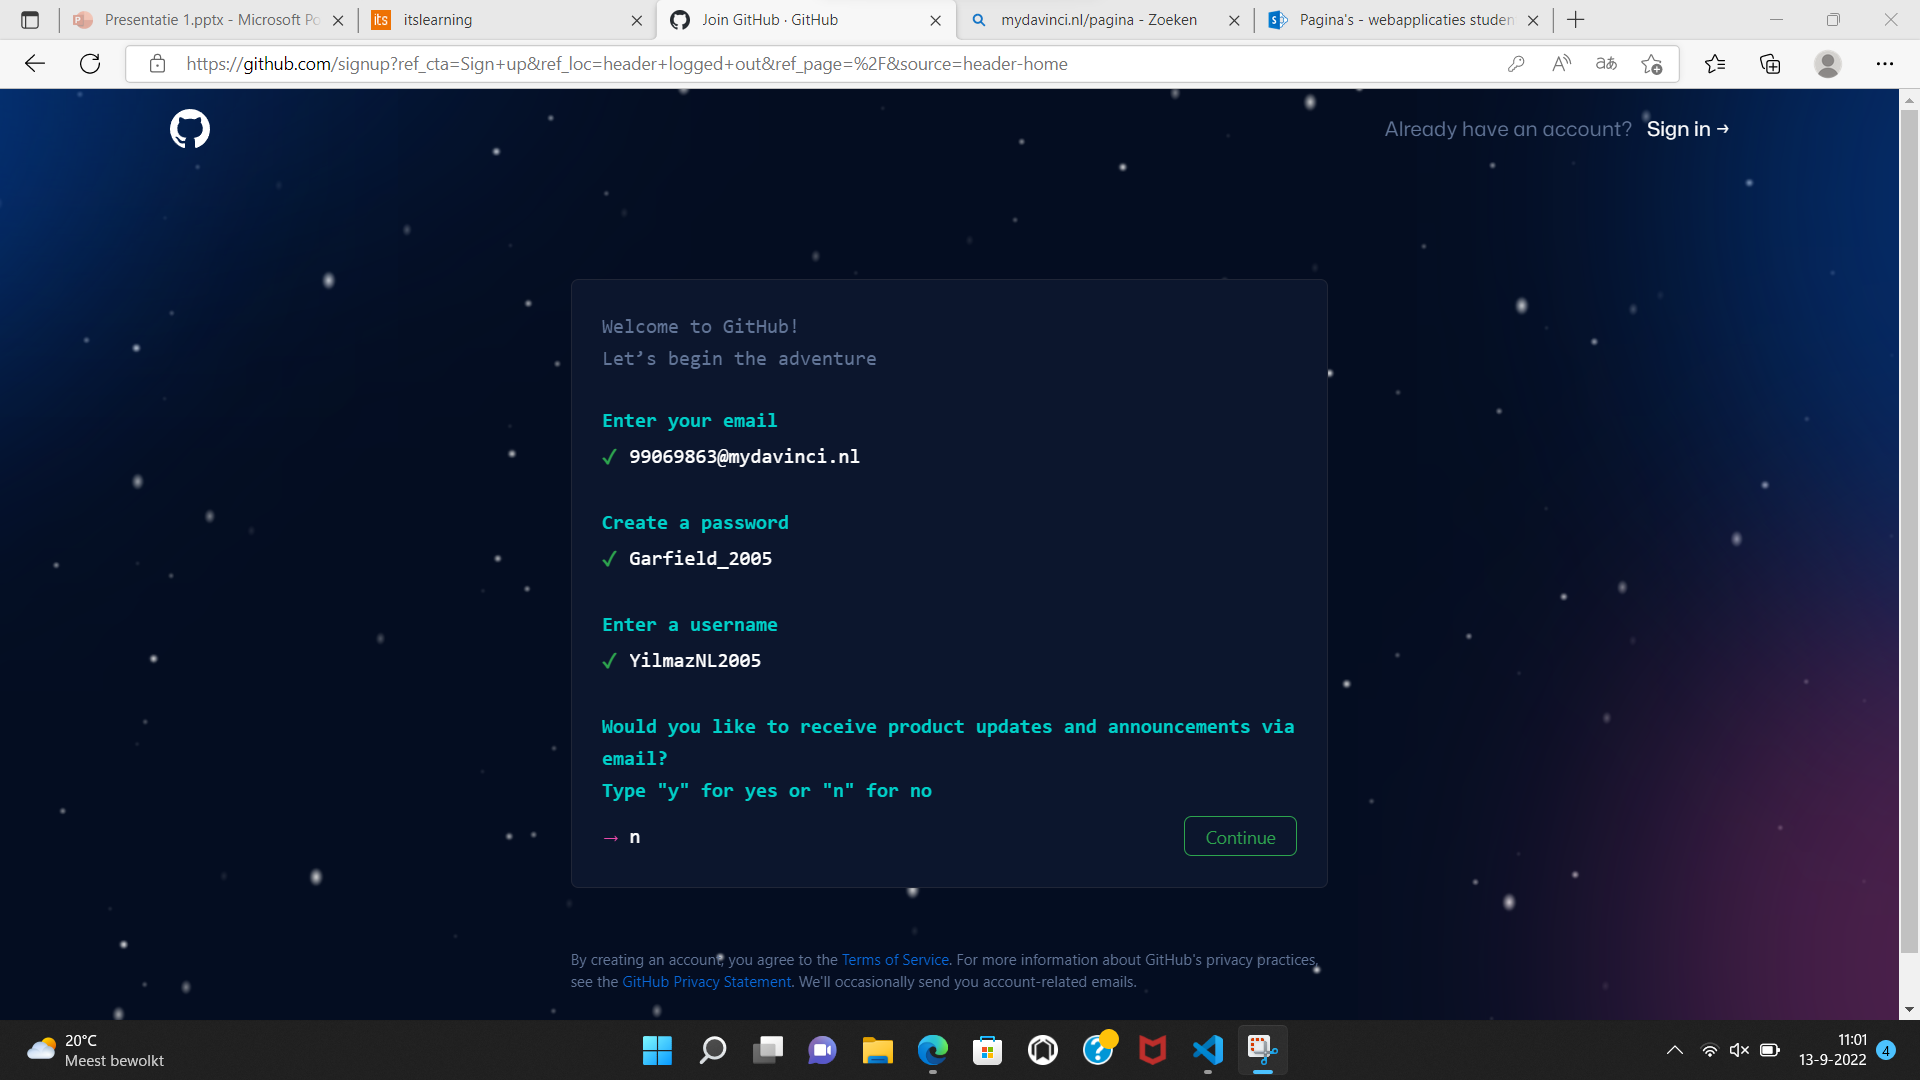 Presentatie 1.pptx - Microsoft Po
its itslearning
Join GitHub · GitHub
mydavinci.nl/pagina - Zoeken
Pagina's - webapplicaties studen
https://github.com/signup?ref_cta=Sign+up&ref_loc=header+logged+out&ref_page=%2F&source=header-home
Already have an account? Sign in →
Welcome to GitHub!
Let’s begin the adventure
Enter your email
✓ 99069863@mydavinci.nl
Create a password
✓ Garfield_2005
Enter a username
✓ YilmazNL2005
Would you like to receive product updates and announcements via
email?
Type "y" for yes or "n" for no
→ n
Continue
By creating an account, you agree to the Terms of Service. For more information about GitHub's privacy practices,
see the GitHub Privacy Statement. We'll occasionally send you account-related emails.
20°C
Meest bewolkt
11:01
13-9-2022
4